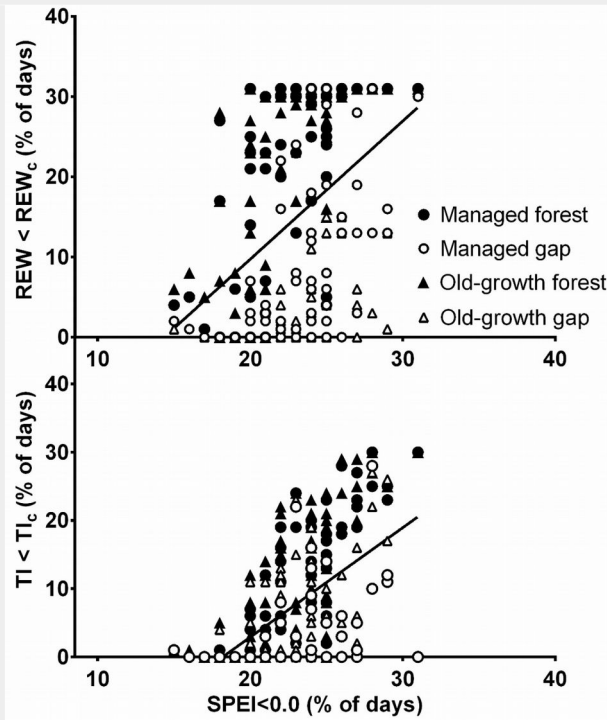 REW < REWc (% of days)
40
30
20
10
0
10
20
30
40
Managed forest
Managed gap
Old-growth forest
Old-growth gap
TI < TIc (% of days)
40
30
20
10
0
10
20
30
40
SPEI<0.0 (% of days)